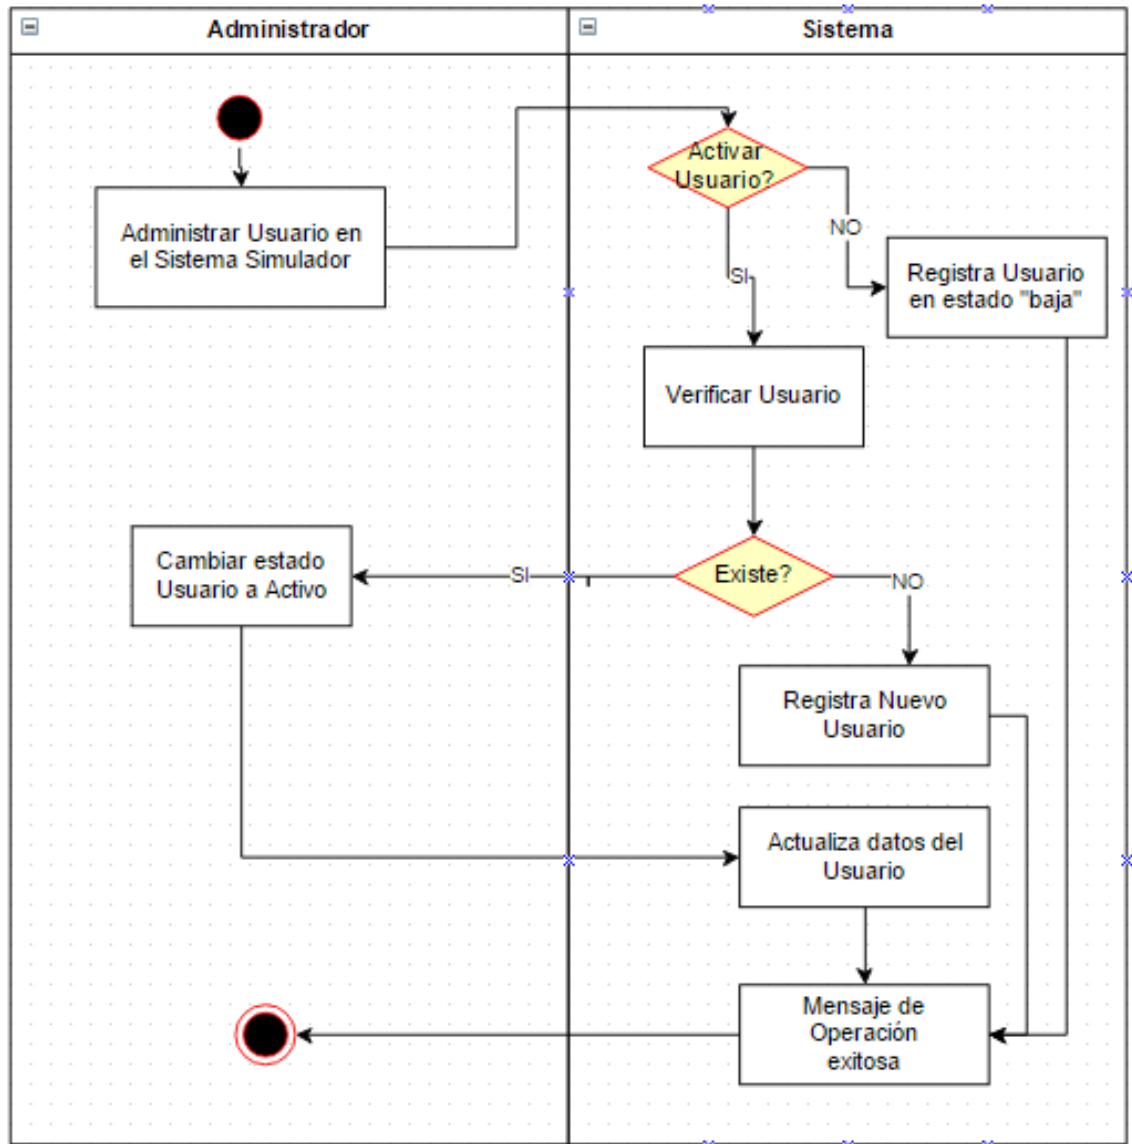 Administrador
Sistema
Activar
Usuario?
NO
Administrar Usuario en
el Sistema Simulador
Registra Usuario
en estado "baja"
SI
Verificar Usuario
Cambiar estado
Usuario a Activo
SI
Existe?
NO
Registra Nuevo
Usuario
Actualiza datos del
Usuario
Mensaje de
Operación
exitosa